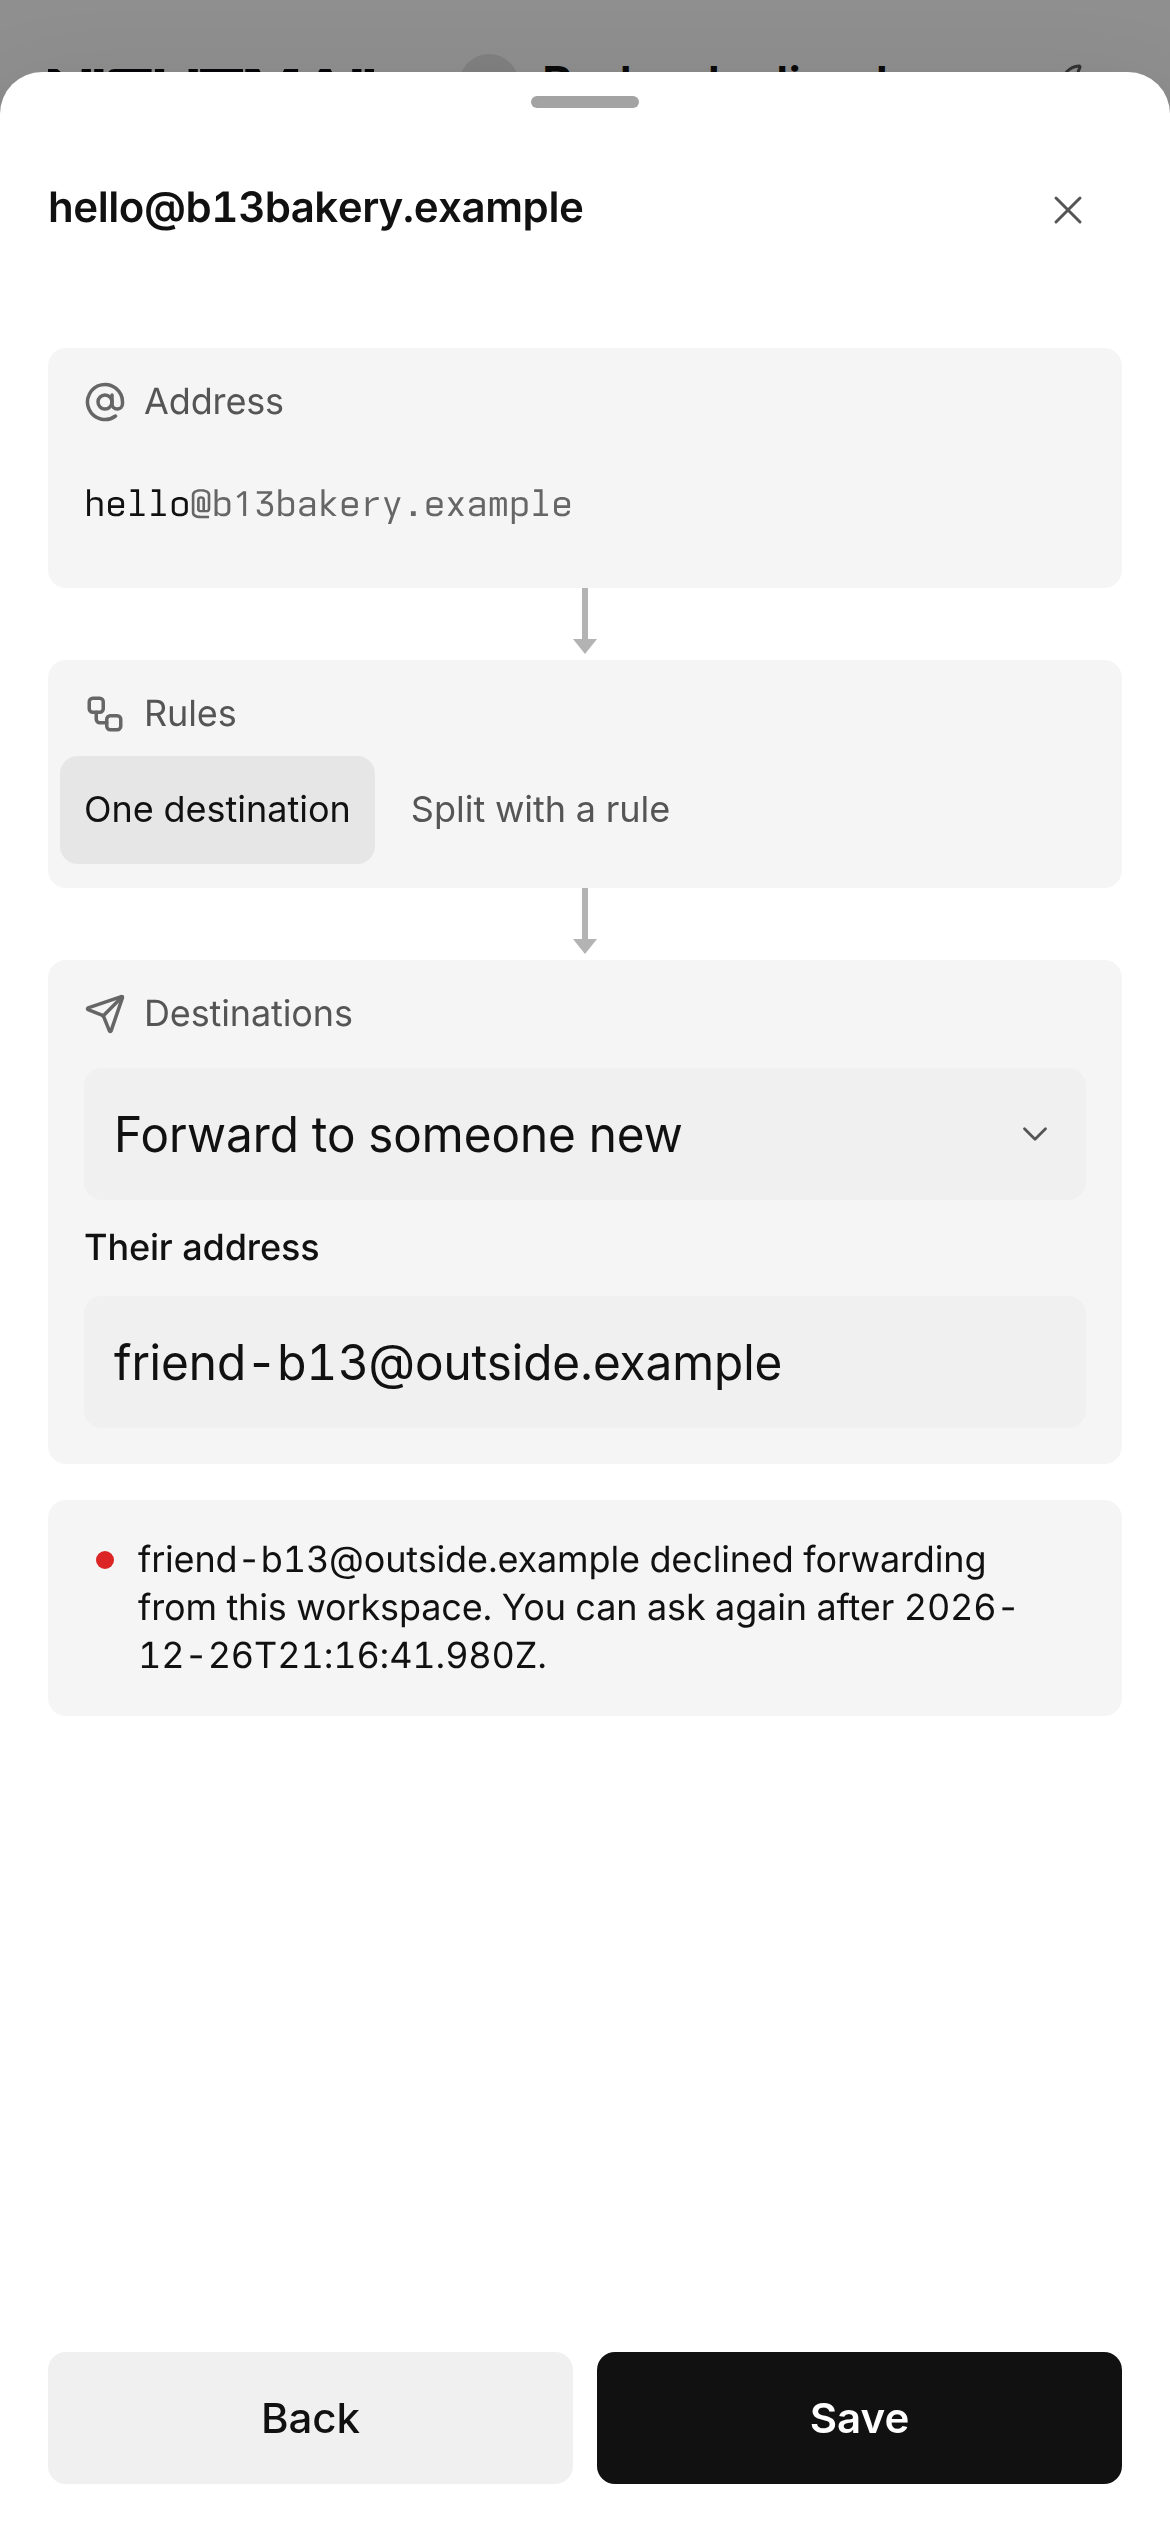 hello@b13bakery.example
Address
hello@b13bakery.example
Rules
One destination
Split with a rule
Destinations
Forward to someone new
Their address
friend-b13@outside.example
friend-b13@outside.example declined forwarding
from this workspace. You can ask again after 2026-
12-26T21:16:41.980Z.
Back
Save